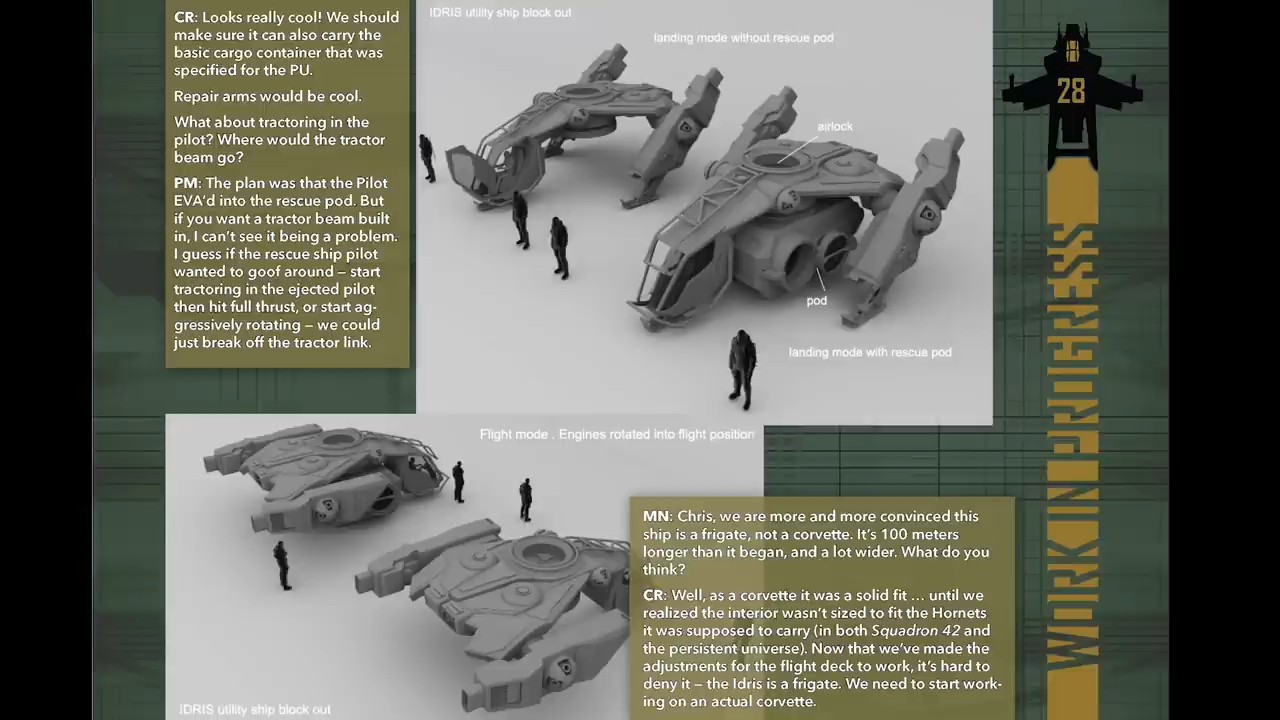 CR: Looks really cool! We should
make sure it can also carry the
basic cargo container that was
specified for the PU.
Repair arms would be cool.
What about tractoring in the
pilot? Where would the tractor
beam go?
PM: The plan was that the Pilot
EVA'd into the rescue pod. But
if you want a tractor beam built
in, I can't see it being a problem.
I guess if the rescue ship pilot
wanted to goof around – start
tractoring in the ejected pilot
then hit full thrust, or start ag-
gressively rotating – we could
just break off the tractor link.
IDRIS utility ship block out
landing mode without rescue pod
airlock
pod
landing mode with rescue pod
Flight mode . Engines rotated into flight position
IDRIS utility ship block out
MN: Chris, we are more and more convinced this
ship is a frigate, not a corvette. It's 100 meters
longer than it began, and a lot wider. What do you
think?
CR: Well, as a corvette it was a solid fit … until we
realized the interior wasn't sized to fit the Hornets
it was supposed to carry (in both Squadron 42 and
the persistent universe). Now that we've made the
adjustments for the flight deck to work, it's hard to
deny it – the Idris is a frigate. We need to start work-
ing on an actual corvette.
28
WORK IN PROGRESS